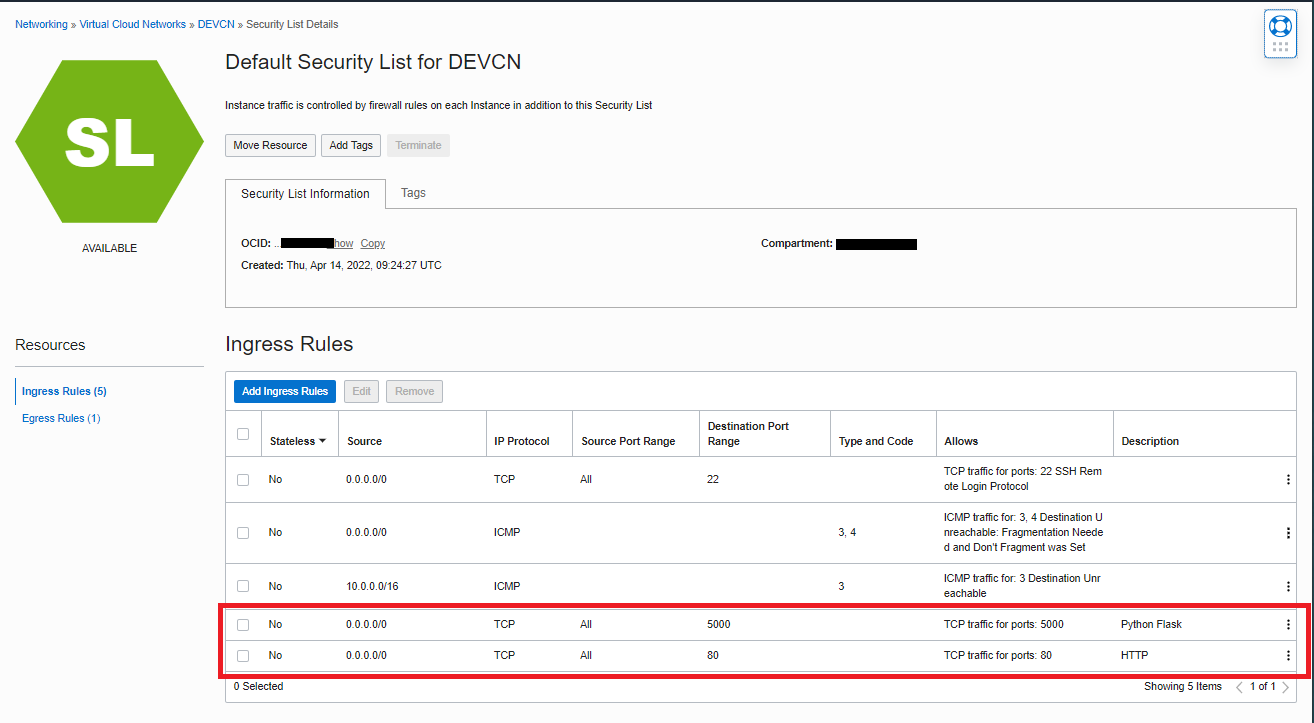 Networking » Virtual Cloud Networks » DEVCN » Security List Details
SL
AVAILABLE
Default Security List for DEVCN
Instance traffic is controlled by firewall rules on each Instance in addition to this Security List
Move Resource Add Tags Terminate
Security List Information Tags
OCID: .. how Copy
Compartment:
Created: Thu, Apr 14, 2022, 09:24:27 UTC
Resources
Ingress Rules (5)
Egress Rules (1)
Ingress Rules
Add Ingress Rules Edit Remove
Stateless Source IP Protocol Source Port Range Destination Port
Range Type and Code Allows Description
No 0.0.0.0/0 TCP All 22 TCP traffic for ports: 22 SSH Rem
ote Login Protocol
No 0.0.0.0/0 ICMP 3, 4 ICMP traffic for: 3, 4 Destination U
nreachable: Fragmentation Neede
d and Don't Fragment was Set
No 10.0.0.0/16 ICMP 3 ICMP traffic for: 3 Destination Unr
eachable
No 0.0.0.0/0 TCP All 5000 TCP traffic for ports: 5000 Python Flask
No 0.0.0.0/0 TCP All 80 TCP traffic for ports: 80 HTTP
0 Selected Showing 5 Items 1 of 1